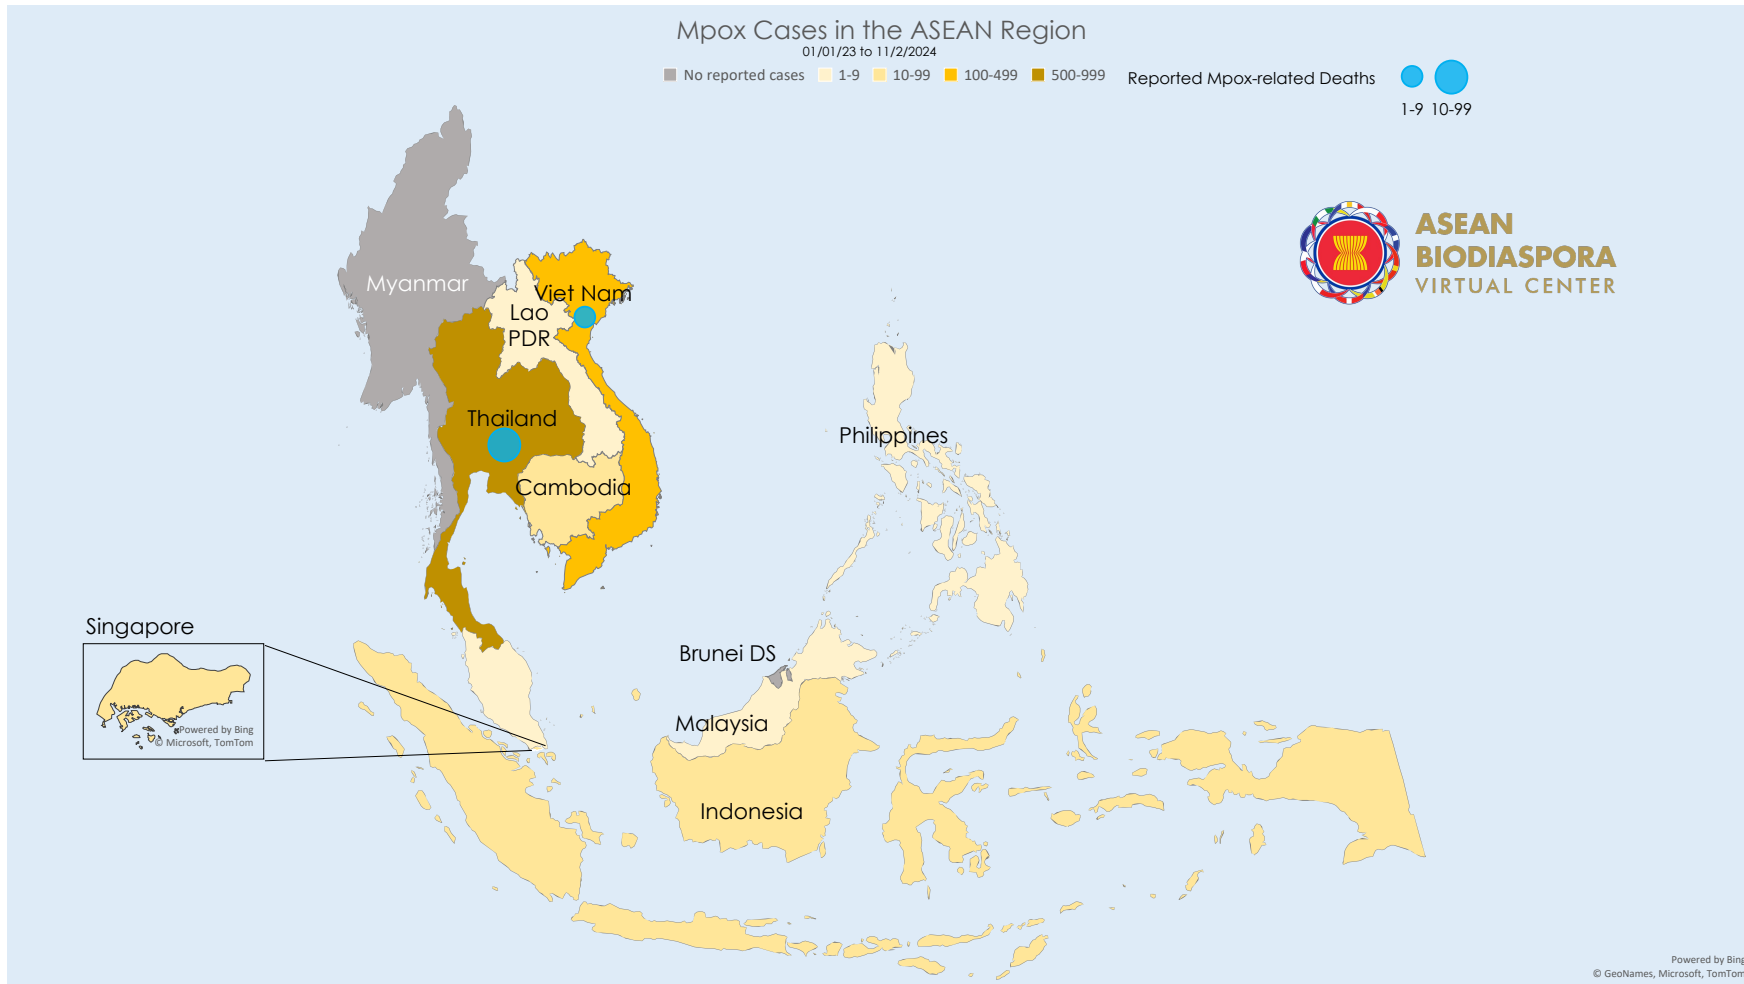 Mpox Cases in the ASEAN Region
01/01/23 to 11/2/2024
No reported cases 1-9 10-99 100-499 500-999
Reported Mpox-related Deaths
1-9 10-99
ASEAN
BIODIASPORA
VIRTUAL CENTER
Myanmar
Viet Nam
Lao
PDR
Thailand
Philippines
Cambodia
Singapore
Powered by Bing
© Microsoft, TomTom
Brunei DS
Malaysia
Indonesia
Powered by Bing
© GeoNames, Microsoft, TomTom